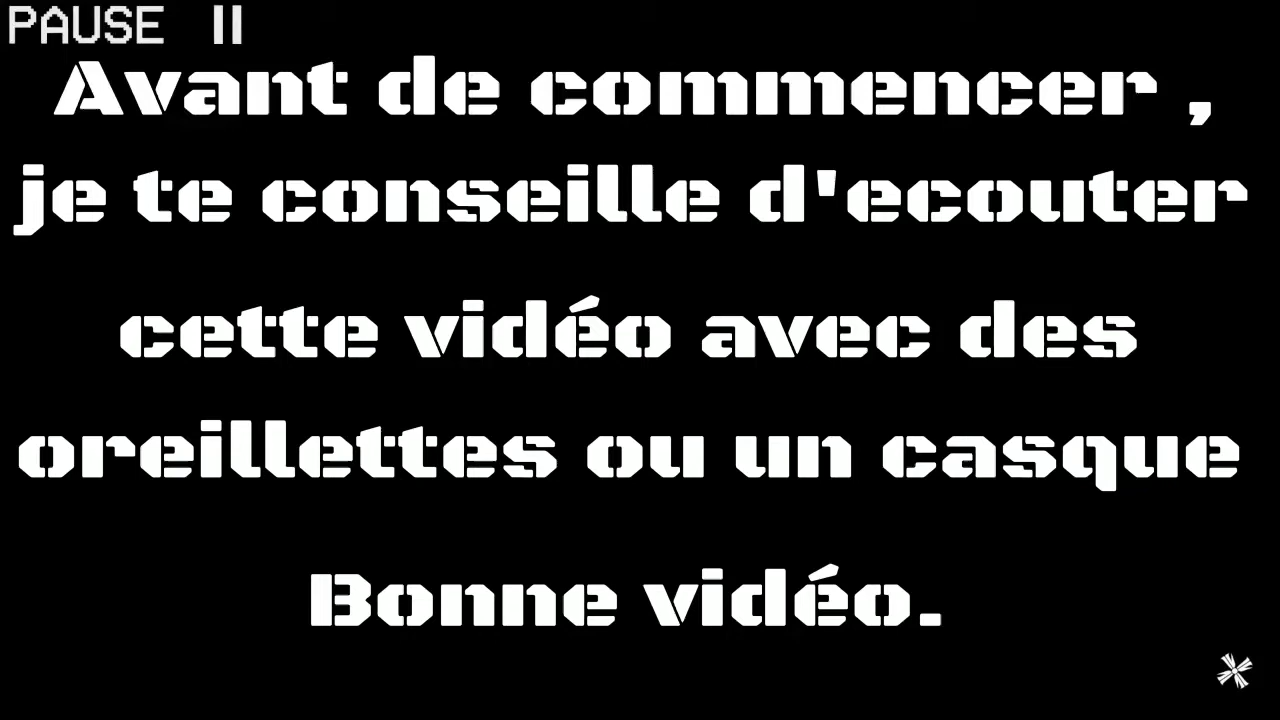 PAUSE II
Avant de commencer ,
je te conseille d'ecouter
cette vidéo avec des
oreillettes ou un casque
Bonne vidéo.